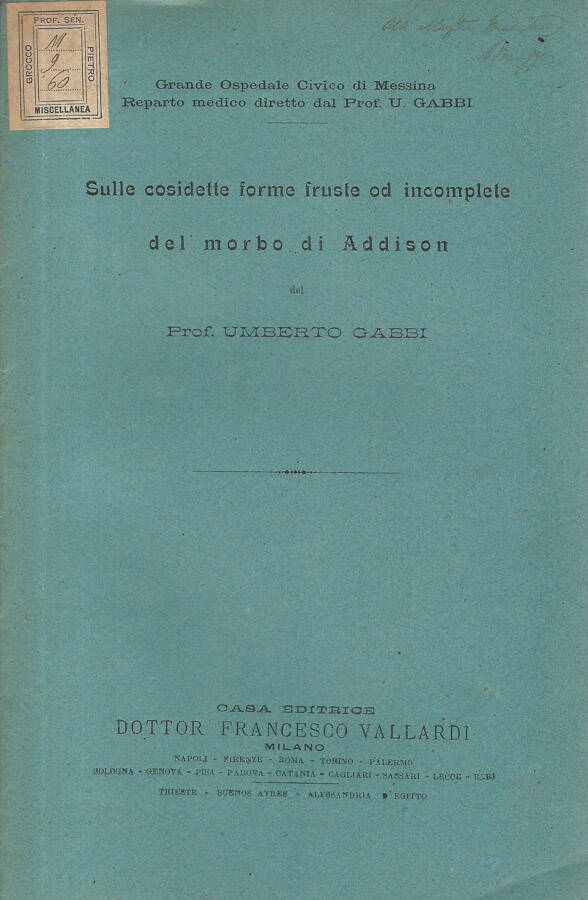 PROF. SEN.
GROCCO
PIETRO
M
9
60
MISCELLANEA
Grande Ospedale Civico di Messina
Reparto medico diretto dal Prof. U. GABBI
Sulle cosidette forme fruste od incomplete
del morbo di Addison
del
Prof. UMBERTO GABBI
CASA EDITRICE
DOTTOR FRANCESCO VALLARDI
MILANO
NAPOLI - FIRENZE - ROMA - TORINO - PALERMO
BOLOGNA - GENOVA - PISA - PADOVA - CATANIA - CAGLIARI - SASSARI - LECCE - BARI
TRIESTE - BUENOS AYRES - ALESSANDRIA D'EGITTO